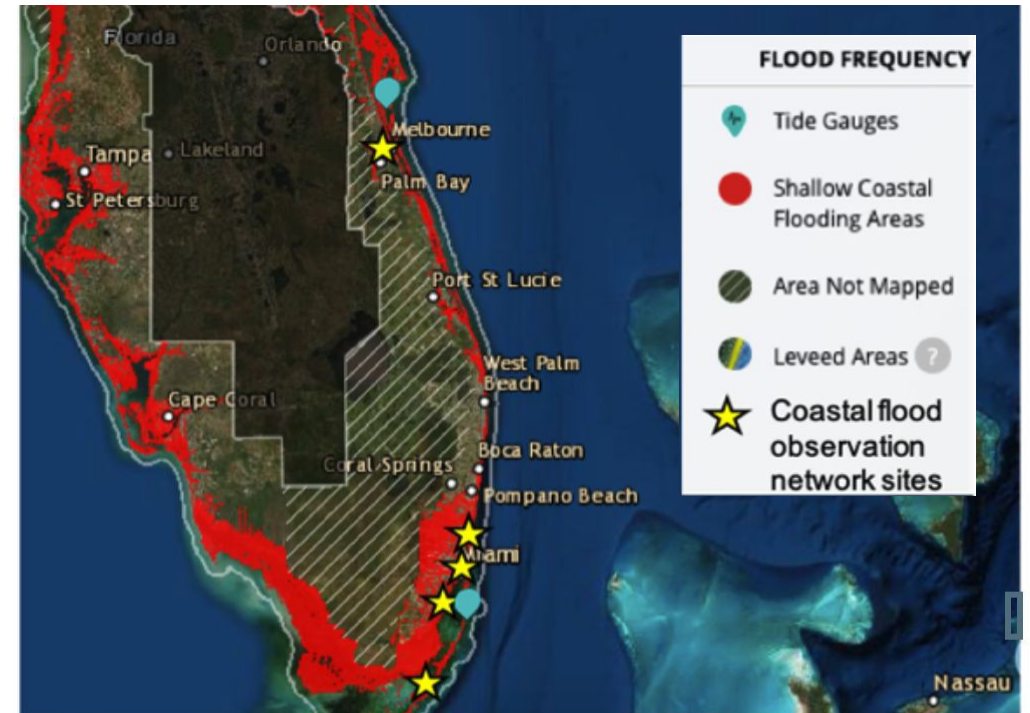 Florida
Orlando
Melbourne
Tampa
Lakeland
Palm Bay
St Petersburg
Port St Lucie
West Palm
Beach
Cape Coral
Boca Raton
Coral Springs
Pompano Beach
Miami
Nassau
FLOOD FREQUENCY
Tide Gauges
Shallow Coastal
Flooding Areas
Area Not Mapped
Leveed Areas ?
Coastal flood
observation
network sites